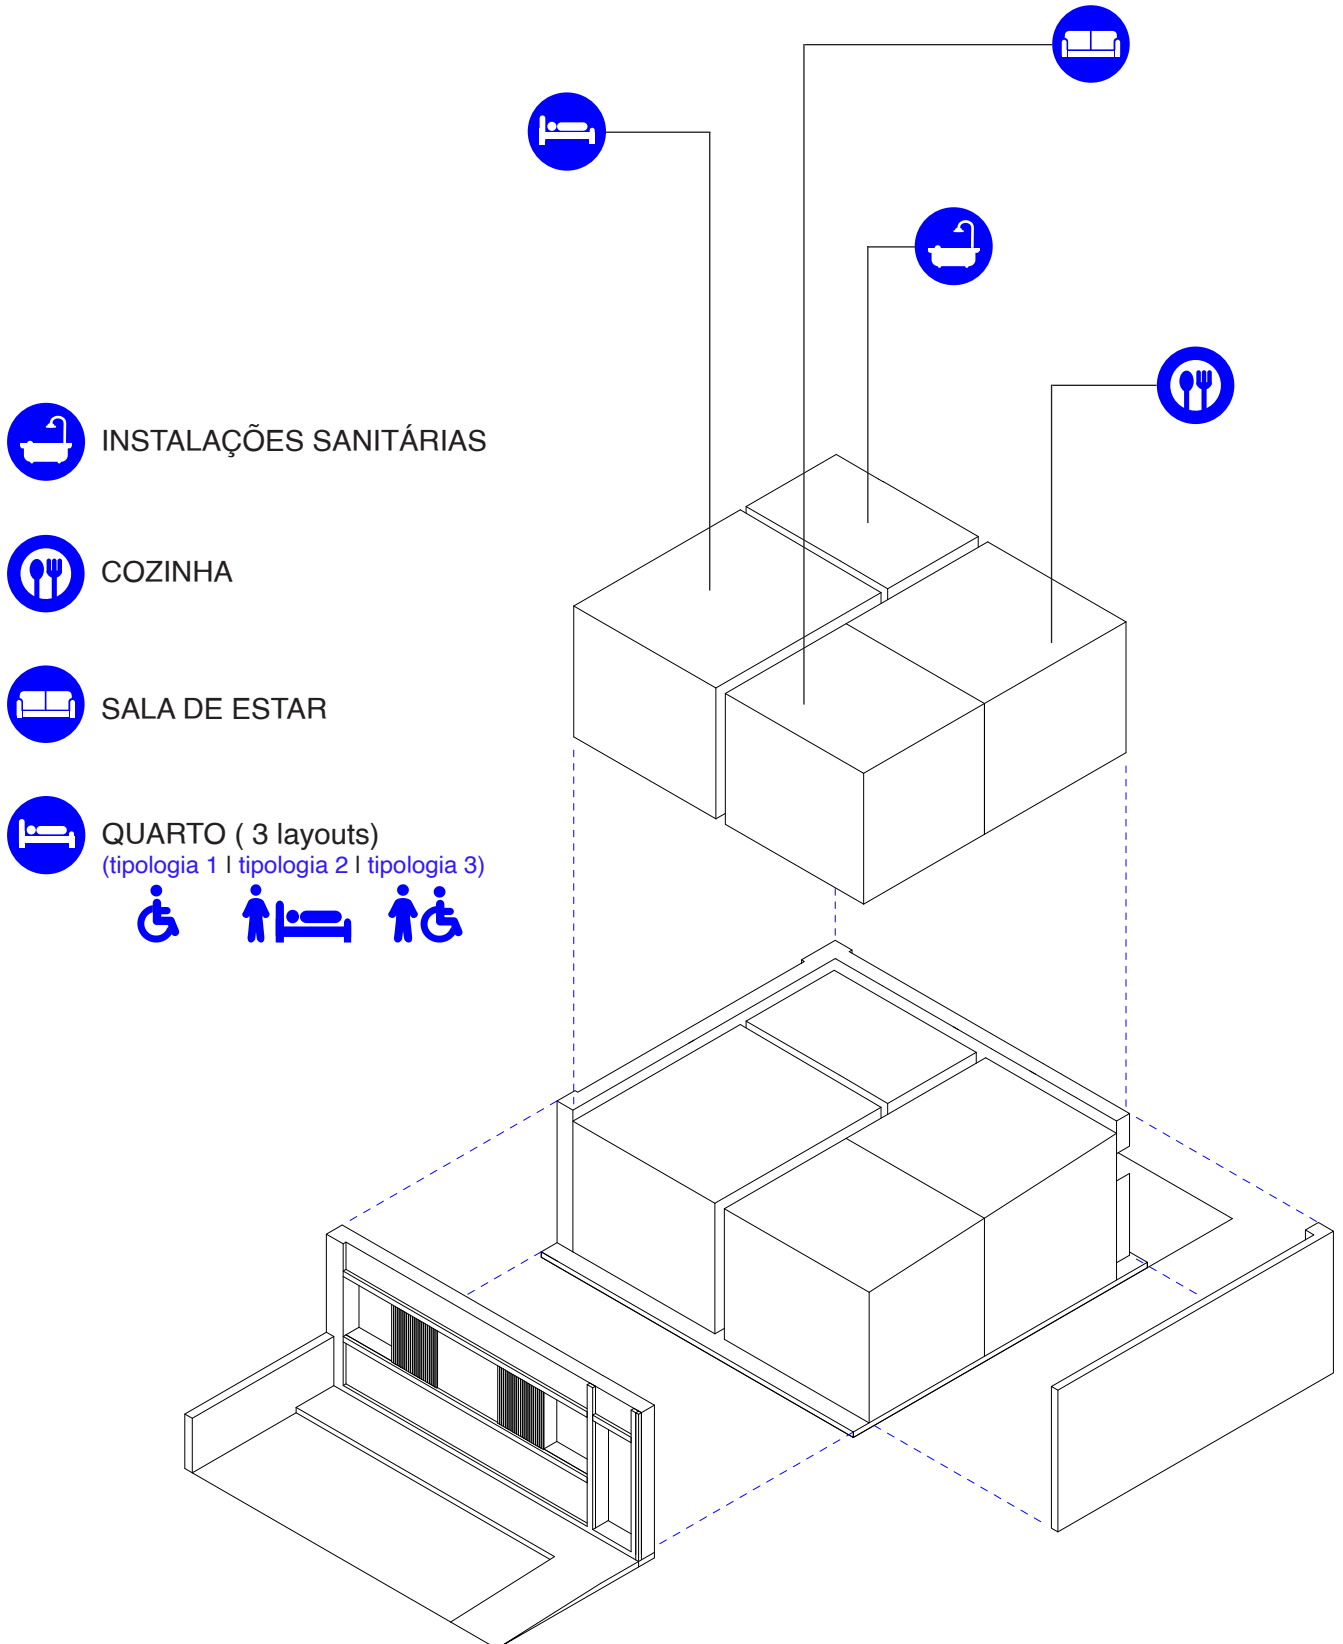 INSTALAÇÕES SANITÁRIAS
COZINHA
SALA DE ESTAR
QUARTO ( 3 layouts)
(tipologia 1 | tipologia 2 | tipologia 3)